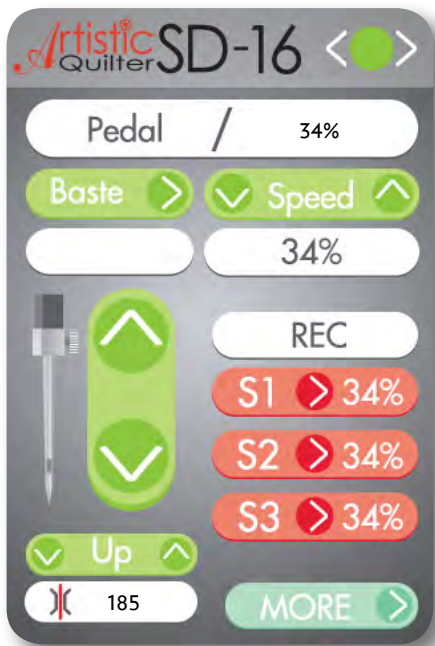 Artistic
Quilter SD-16
Pedal / 34%
Baste Speed
34%
REC
S1 34%
S2 34%
S3 34%
Up
185
MORE